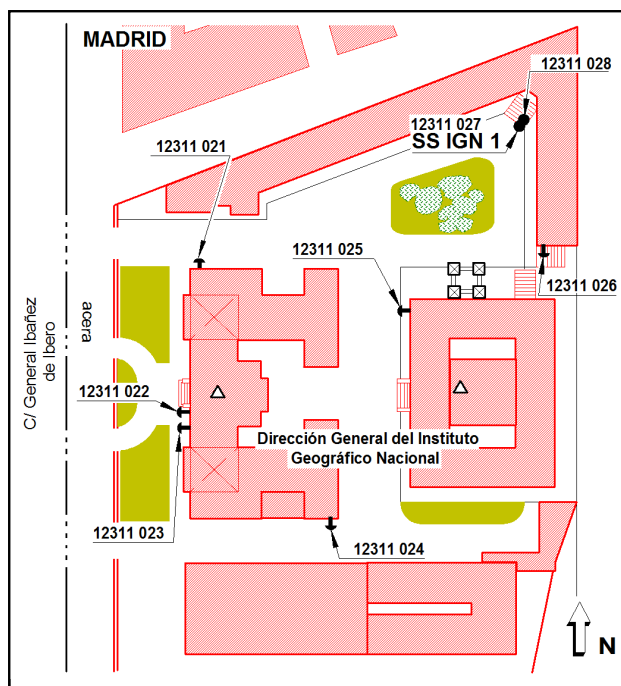 MADRID
12311 028
12311 027
SS IGN 1
12311 021
12311 025
12311 026
C/ General Ibañez
de Ibero
acera
12311 022
Dirección General del Instituto
Geográfico Nacional
12311 023
12311 024
N